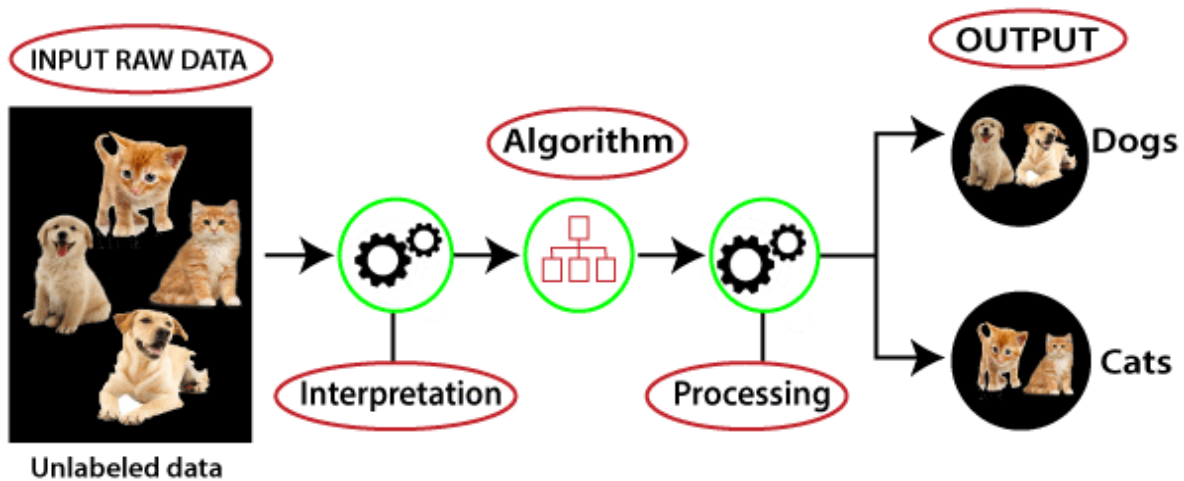 INPUT RAW DATA
Unlabeled data
Interpretation
Algorithm
Processing
OUTPUT
Dogs
Cats